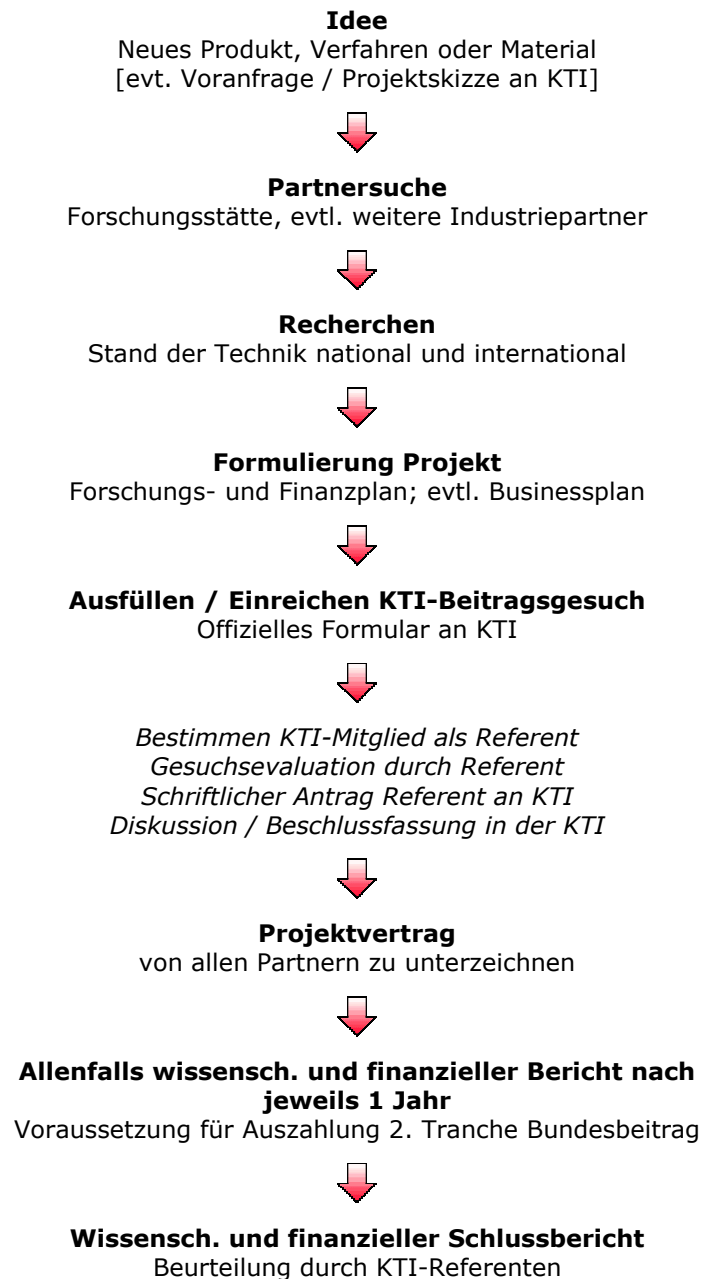 Idee
Neues Produkt, Verfahren oder Material
[evt. Voranfrage / Projektskizze an KTI]
Partnersuche
Forschungsstätte, evtl. weitere Industriepartner
Recherchen
Stand der Technik national und international
Formulierung Projekt
Forschungs- und Finanzplan; evtl. Businessplan
Ausfüllen / Einreichen KTI-Beitragsgesuch
Offizielles Formular an KTI
Bestimmen KTI-Mitglied als Referent
Gesuchsevaluation durch Referent
Schriftlicher Antrag Referent an KTI
Diskussion / Beschlussfassung in der KTI
Projektvertrag
von allen Partnern zu unterzeichnen
Allenfalls wissensch. und finanzieller Bericht nach
jeweils 1 Jahr
Voraussetzung für Auszahlung 2. Tranche Bundesbeitrag
Wissensch. und finanzieller Schlussbericht
Beurteilung durch KTI-Referenten